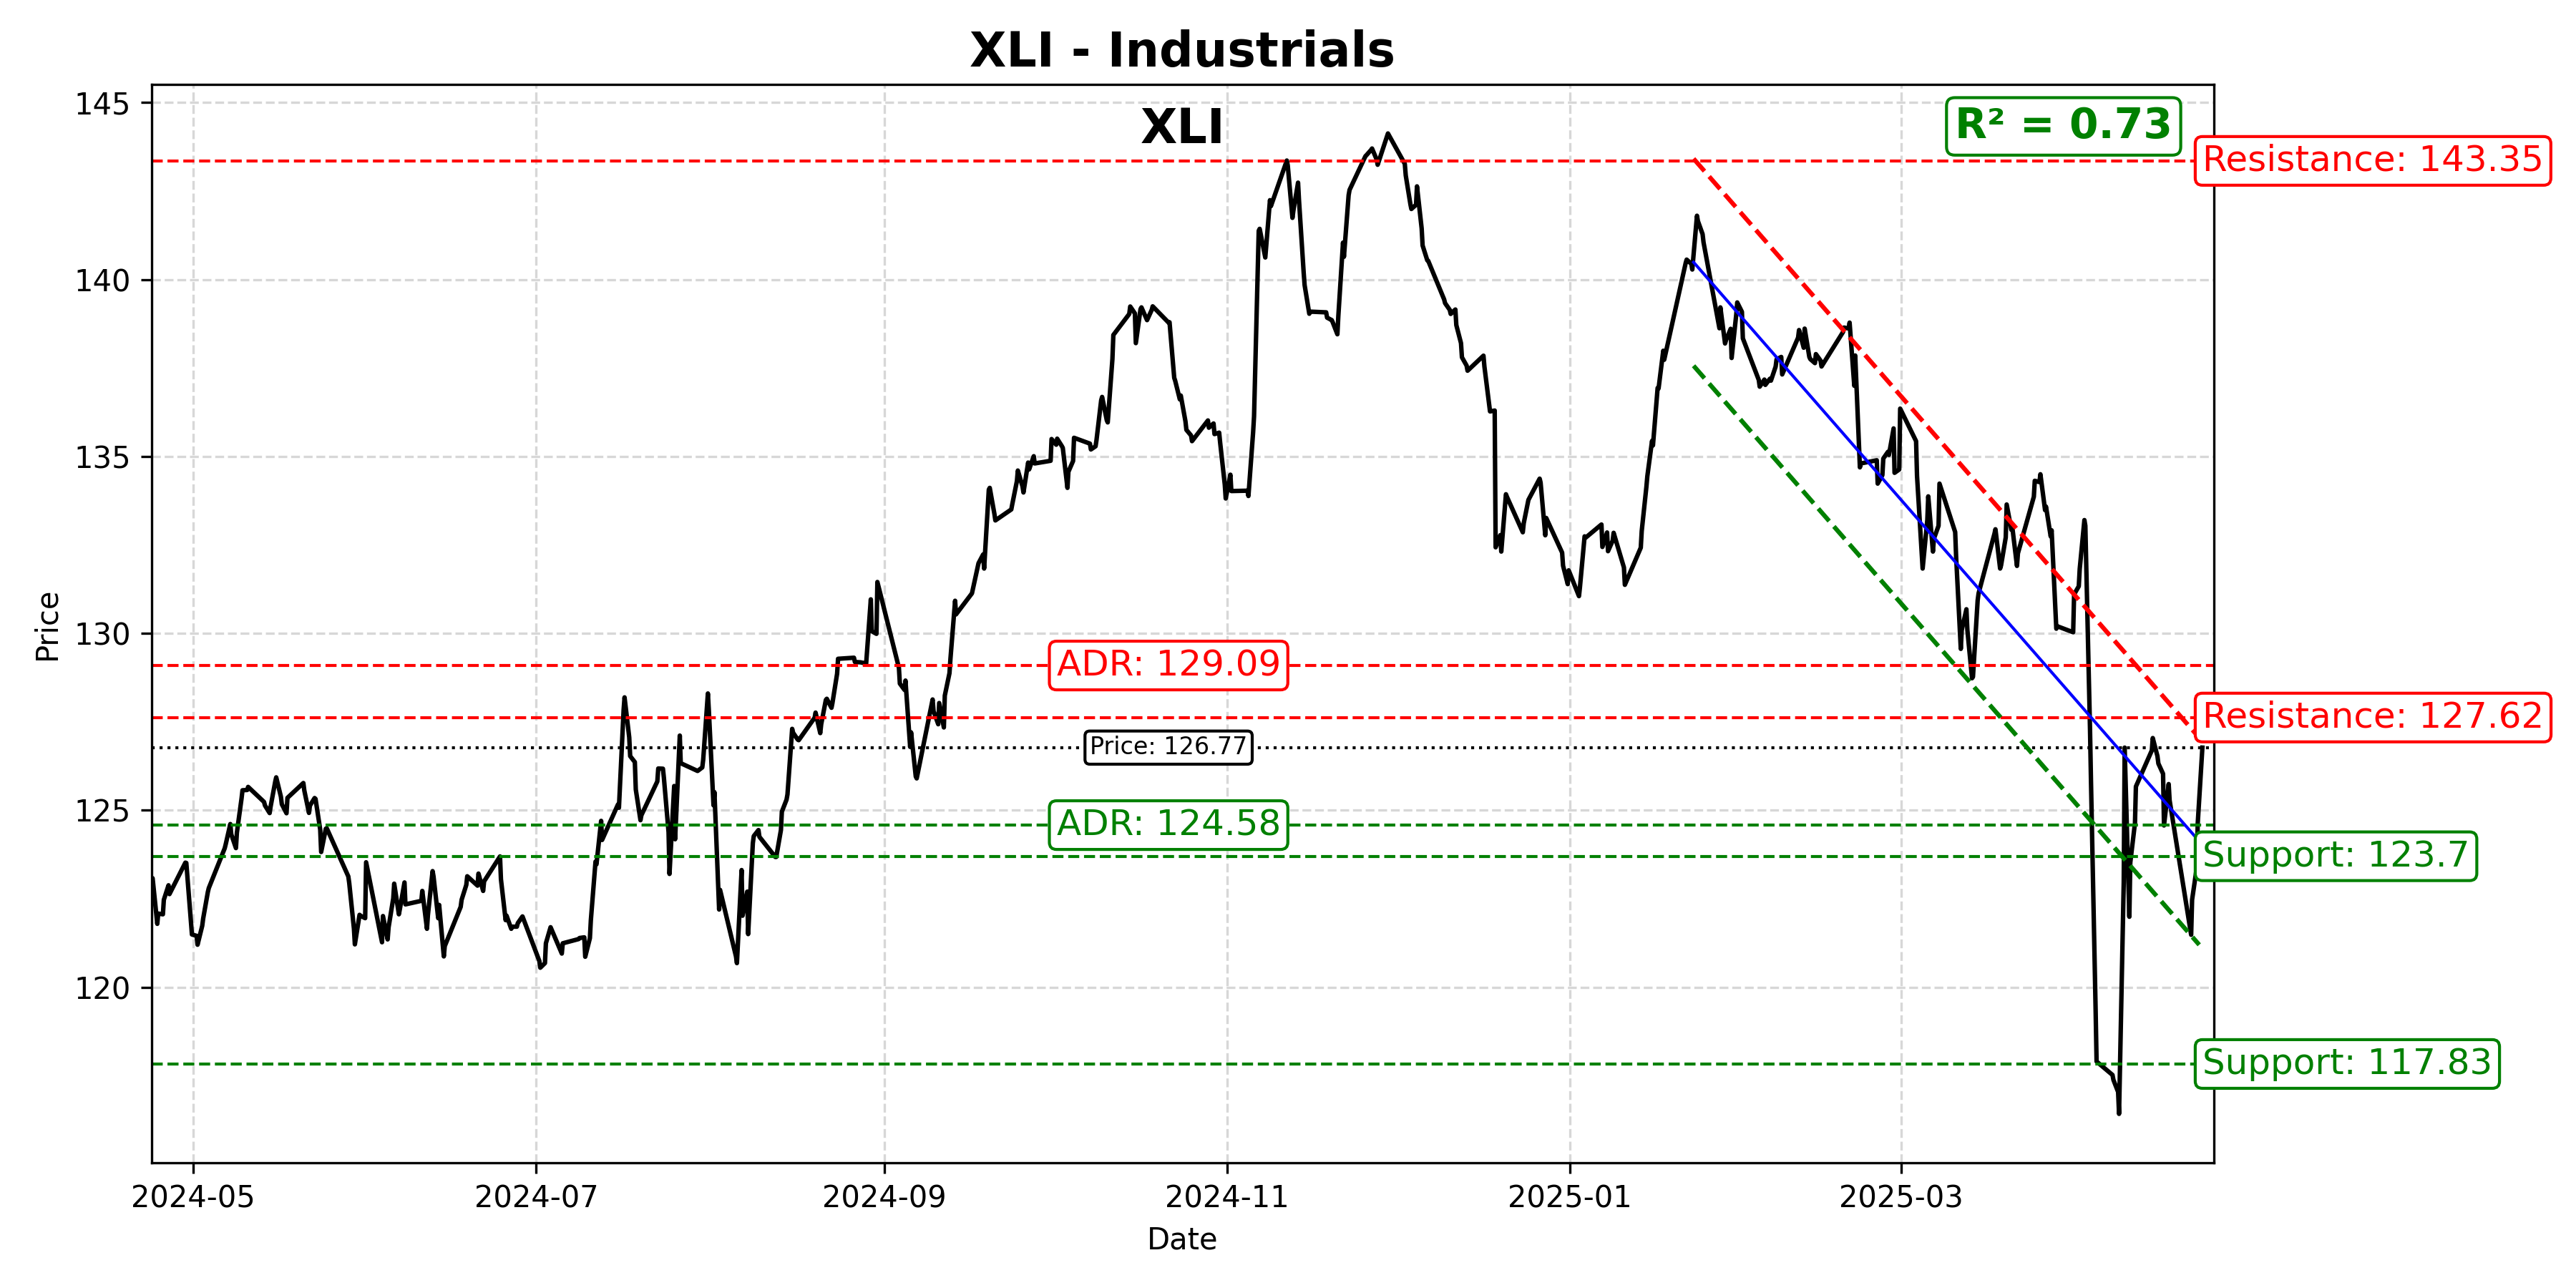 XLI - Industrials
XLI
R² = 0.73
145
140
135
130
125
120
Price
Resistance: 143.35
ADR: 129.09
Resistance: 127.62
Price: 126.77
ADR: 124.58
Support: 123.7
Support: 117.83
2024-05 2024-07 2024-09 2024-11 2025-01 2025-03
Date